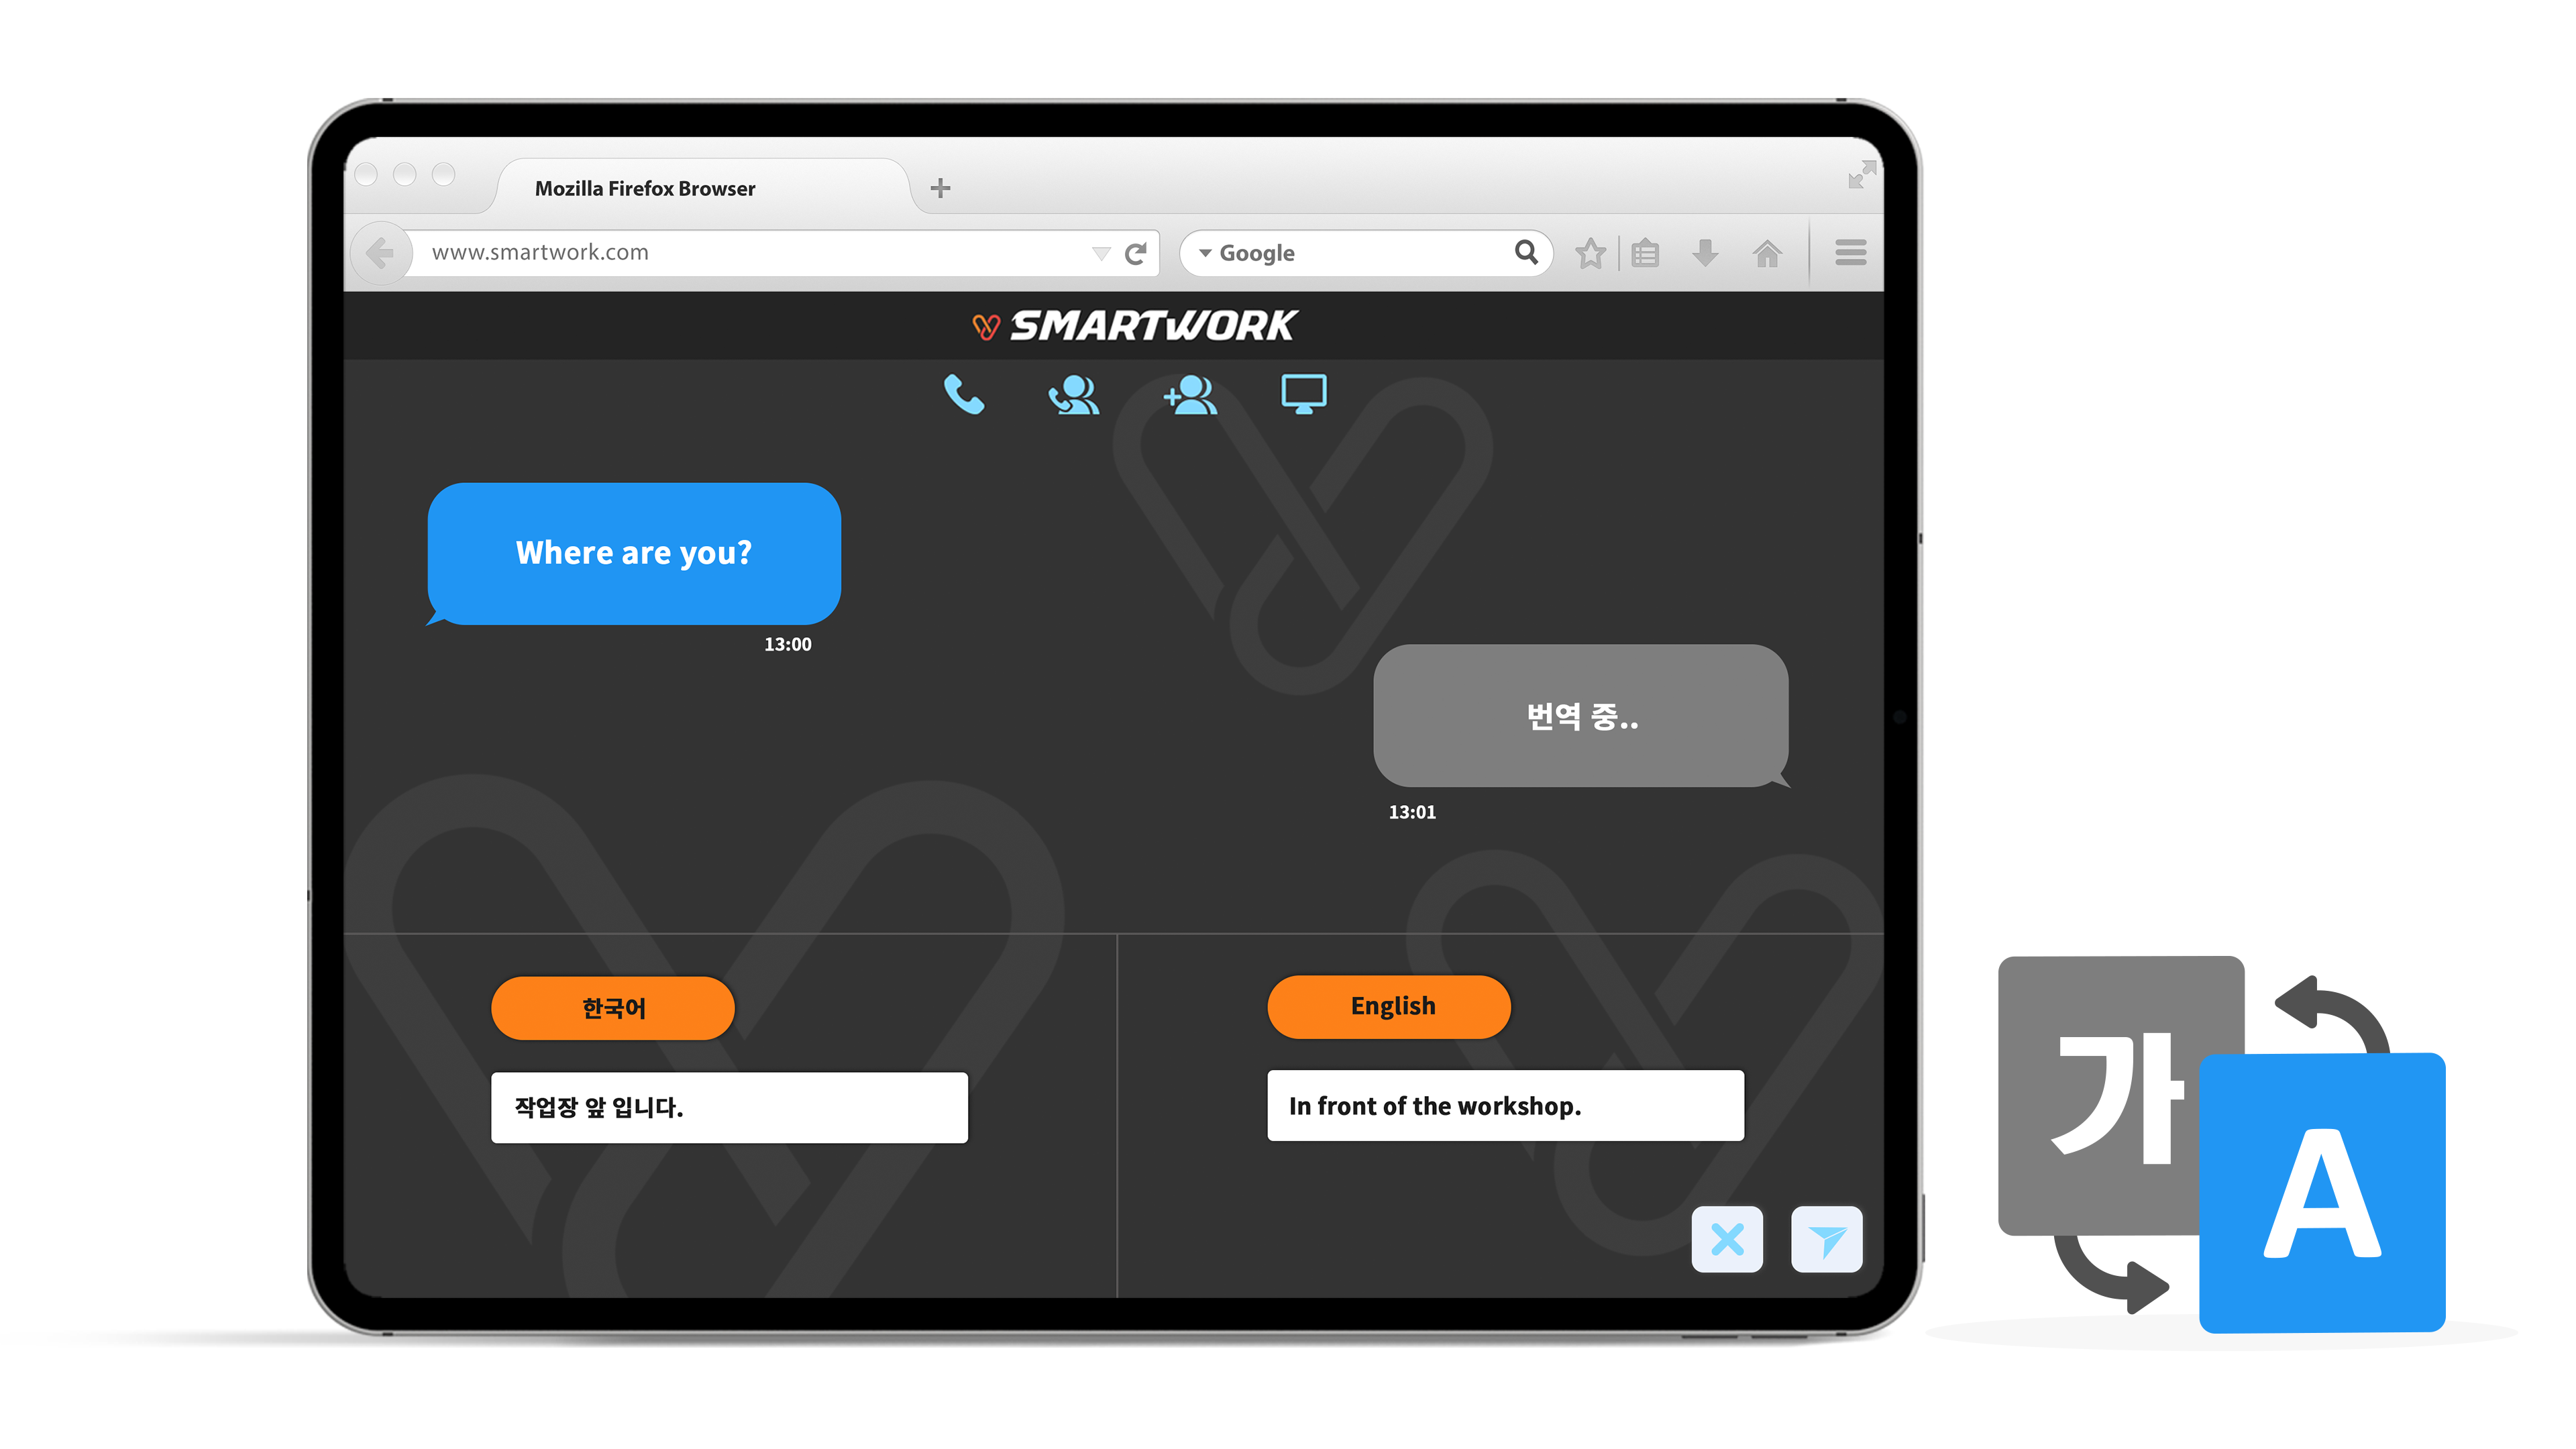 Mozilla Firefox Browser
www.smartwork.com
Google
SMARTWORK
Where are you?
13:00
번역 중..
13:01
한국어
English
작업장 앞 입니다.
In front of the workshop.
가
A